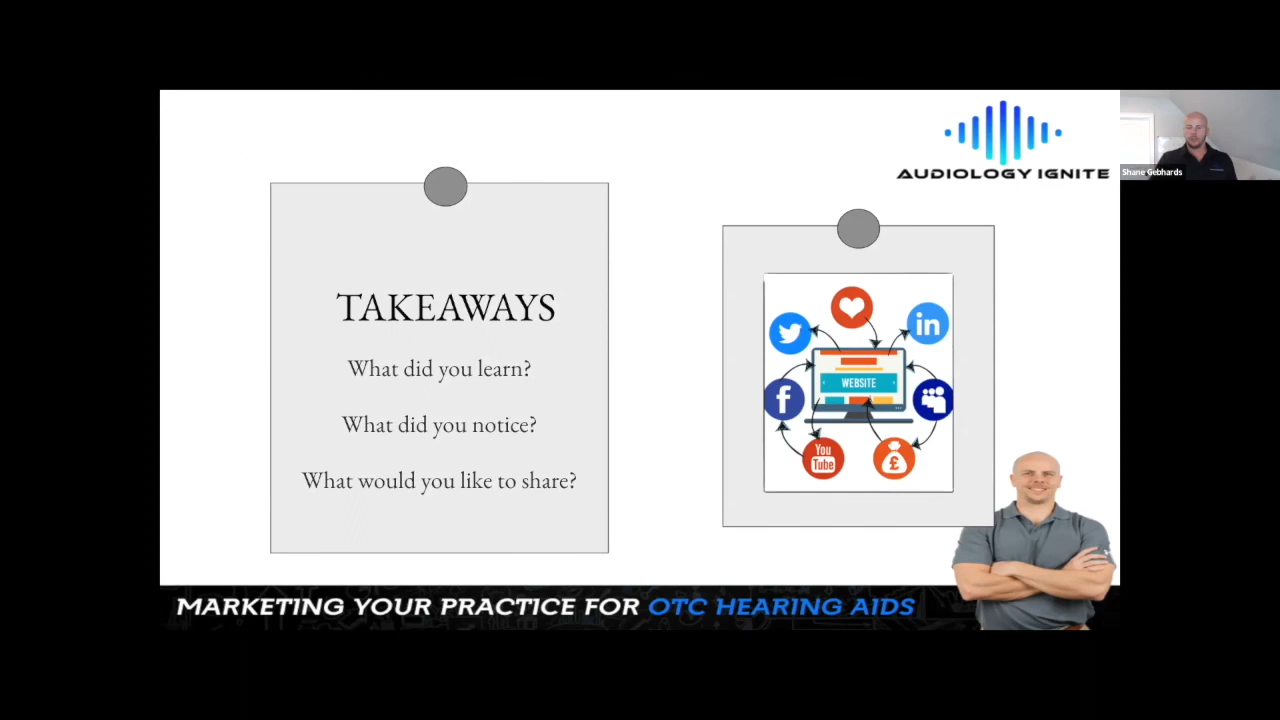 AUDIOLOGY IGNITE
Shane Gebhards
TAKEAWAYS
What did you learn?
What did you notice?
What would you like to share?
in
WEBSITE
f
You
Tube
£
MARKETING YOUR PRACTICE FOR OTC HEARING AIDS